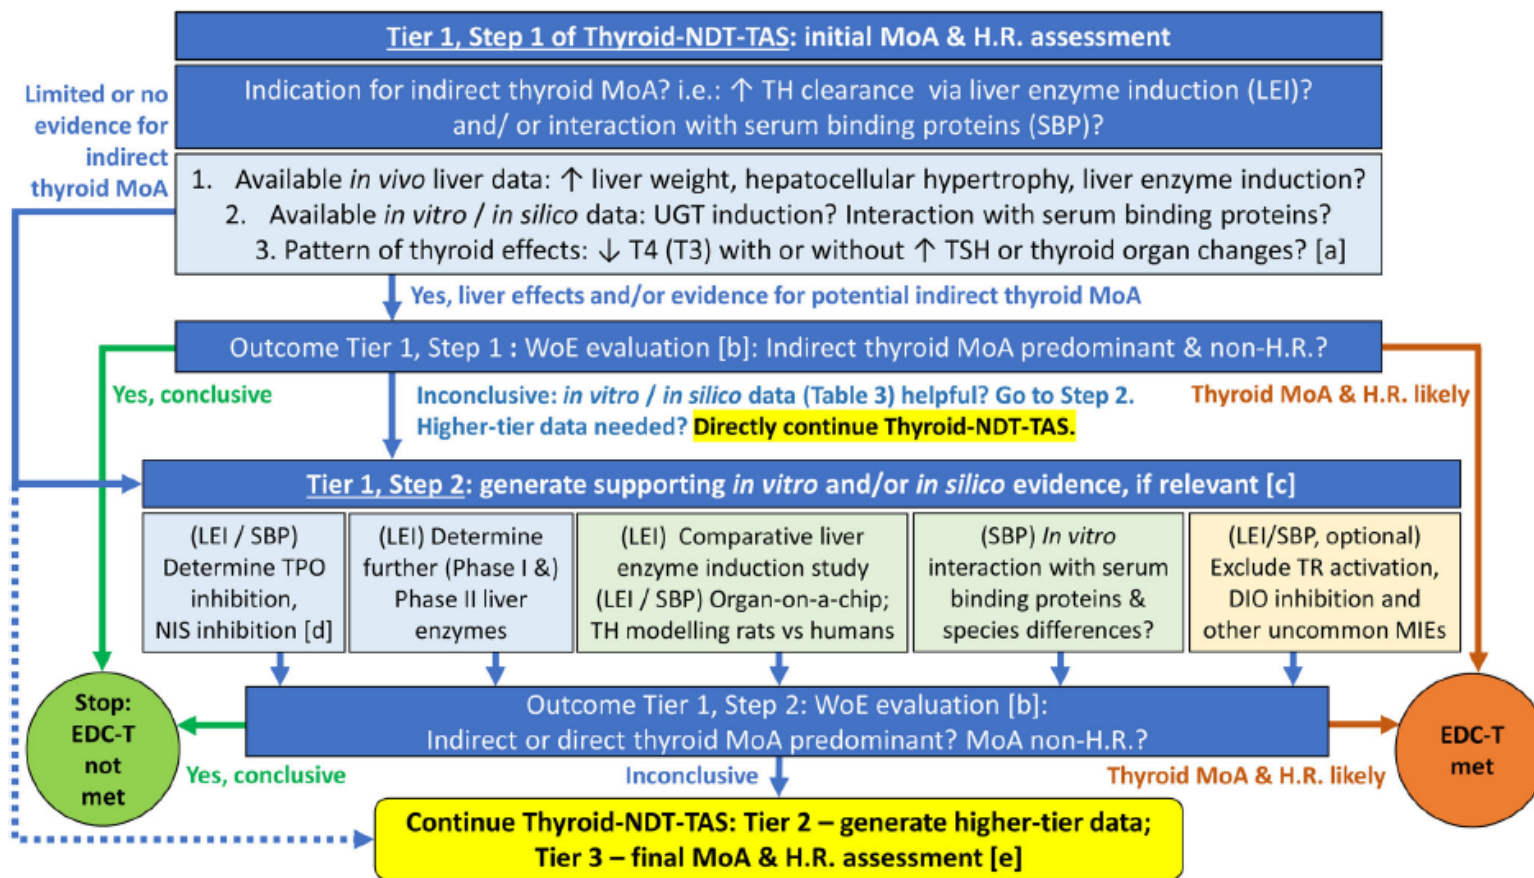 Tier 1, Step 1 of Thyroid-NDT-TAS: initial MoA & H.R. assessment
Limited or no
evidence for
indirect
thyroid MoA
Indication for indirect thyroid MoA? i.e.: ↑ TH clearance via liver enzyme induction (LEI)?
and/ or interaction with serum binding proteins (SBP)?
1. Available in vivo liver data: ↑ liver weight, hepatocellular hypertrophy, liver enzyme induction?
2. Available in vitro / in silico data: UGT induction? Interaction with serum binding proteins?
3. Pattern of thyroid effects: ↓ T4 (T3) with or without ↑ TSH or thyroid organ changes? [a]
Yes, liver effects and/or evidence for potential indirect thyroid MoA
Outcome Tier 1, Step 1 : WoE evaluation [b]: Indirect thyroid MoA predominant & non-H.R.?
Yes, conclusive
Inconclusive: in vitro / in silico data (Table 3) helpful? Go to Step 2.
Higher-tier data needed? Directly continue Thyroid-NDT-TAS.
Thyroid MoA & H.R. likely
Tier 1, Step 2: generate supporting in vitro and/or in silico evidence, if relevant [c]
(LEI / SBP)
Determine TPO
inhibition,
NIS inhibition [d]
(LEI) Determine
further (Phase I &)
Phase II liver
enzymes
(LEI) Comparative liver
enzyme induction study
(LEI / SBP) Organ-on-a-chip;
TH modelling rats vs humans
(SBP) In vitro
interaction with serum
binding proteins &
species differences?
(LEI/SBP, optional)
Exclude TR activation,
DIO inhibition and
other uncommon MIEs
Stop:
EDC-T
not
met
Outcome Tier 1, Step 2: WoE evaluation [b]:
Indirect or direct thyroid MoA predominant? MoA non-H.R.?
EDC-T
met
Yes, conclusive
Inconclusive
Thyroid MoA & H.R. likely
Continue Thyroid-NDT-TAS: Tier 2 – generate higher-tier data;
Tier 3 – final MoA & H.R. assessment [e]